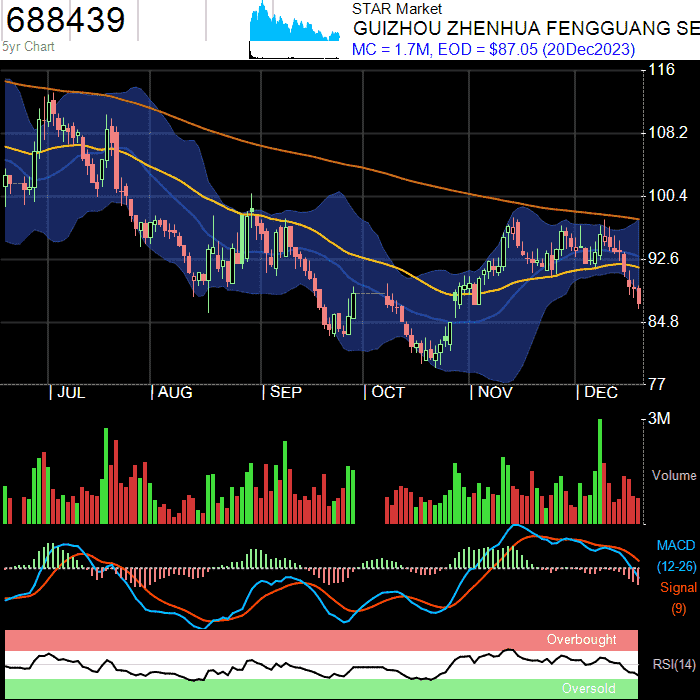 688439
5yr Chart
STAR Market
GUIZHOU ZHENHUA FENGGUANG SE
MC = 1.7M, EOD = $87.05 (20Dec2023)
116
108.2
100.4
92.6
84.8
77
| JUL | AUG | SEP | OCT | NOV | DEC
3M
Volume
MACD
(12-26)
Signal
(9)
Overbought
RSI(14)
Oversold